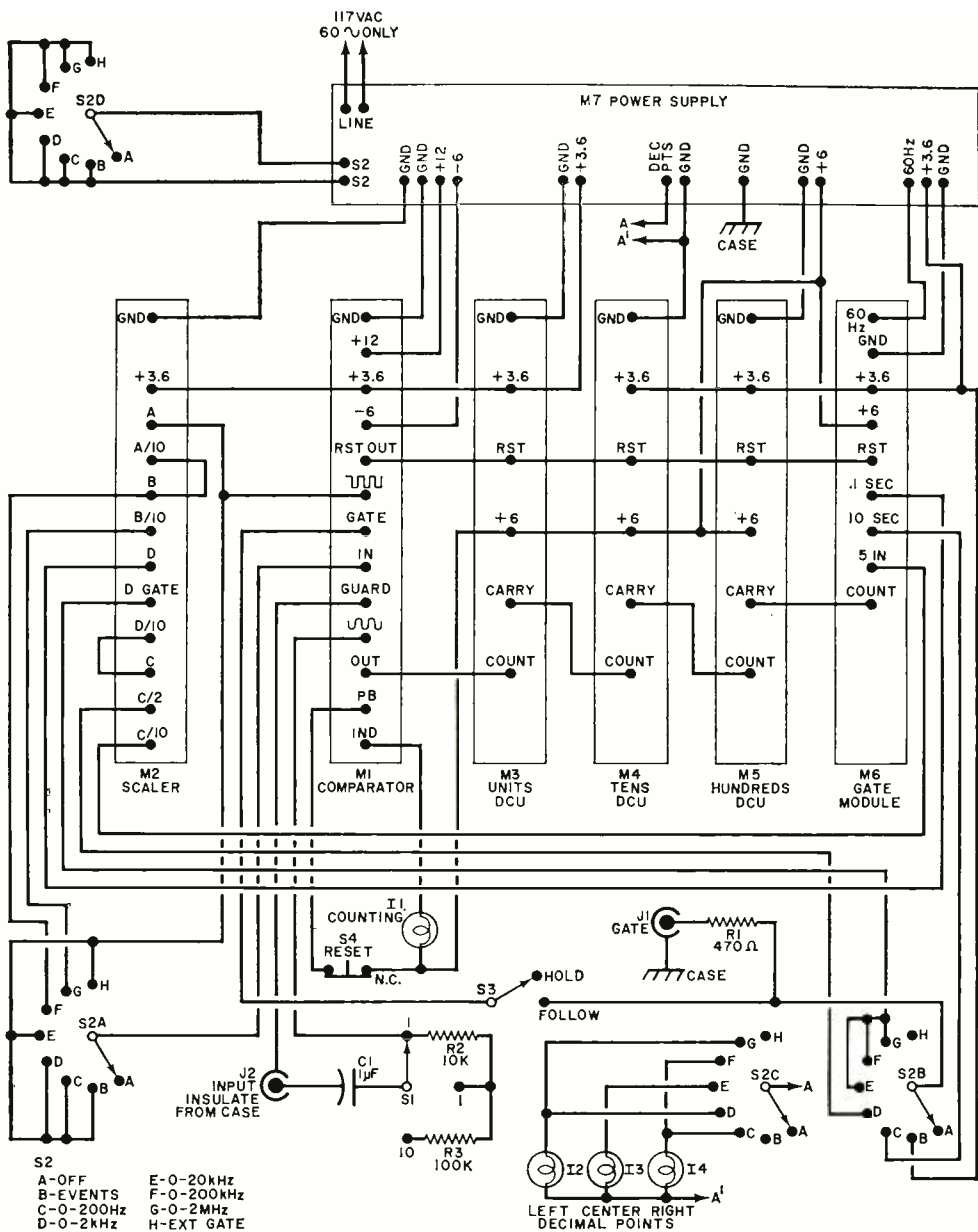 117VAC
60 ∿ ONLY
H
G
F
S2D
E
D
C
B
A
M7 POWER SUPPLY
LINE
S2
S2
GND
GND
+12
-6
GND
+3.6
DEC
PTS
GND
GND
GND
+6
60HZ
+3.6
GND
A
A'
CASE
GND
+3.6
A
A/10
B
B/10
D
D GATE
D/10
C
C/2
C/10
M2
SCALER
GND
+12
+3.6
-6
RST OUT
GATE
IN
GUARD
OUT
PB
IND
M1
COMPARATOR
GND
+3.6
RST
+6
CARRY
COUNT
M3
UNITS
DCU
GND
+3.6
RST
+6
CARRY
COUNT
M4
TENS
DCU
GND
+3.6
RST
+6
CARRY
COUNT
M5
HUNDREDS
DCU
60
Hz
GND
+3.6
+6
RST
.1 SEC
10 SEC
5 IN
COUNT
M6
GATE
MODULE
I1
COUNTING
S4
RESET
N.C.
J1
GATE
R1
470Ω
CASE
S3
HOLD
FOLLOW
H
G
F
S2A
E
D
C
B
A
J2
INPUT
INSULATE
FROM CASE
C1
1µF
1
S1
R2
10K
1
10
R3
100K
H
G
F
S2C
A
E
D
C
B
A
H
G
F
S2B
E
D
C
B
A
I2
I3
I4
A'
LEFT CENTER RIGHT
DECIMAL POINTS
S2
A-OFF
B-EVENTS
C-0-200Hz
D-0-2kHz
E-0-20kHz
F-0-200kHz
G-0-2MHz
H-EXT GATE